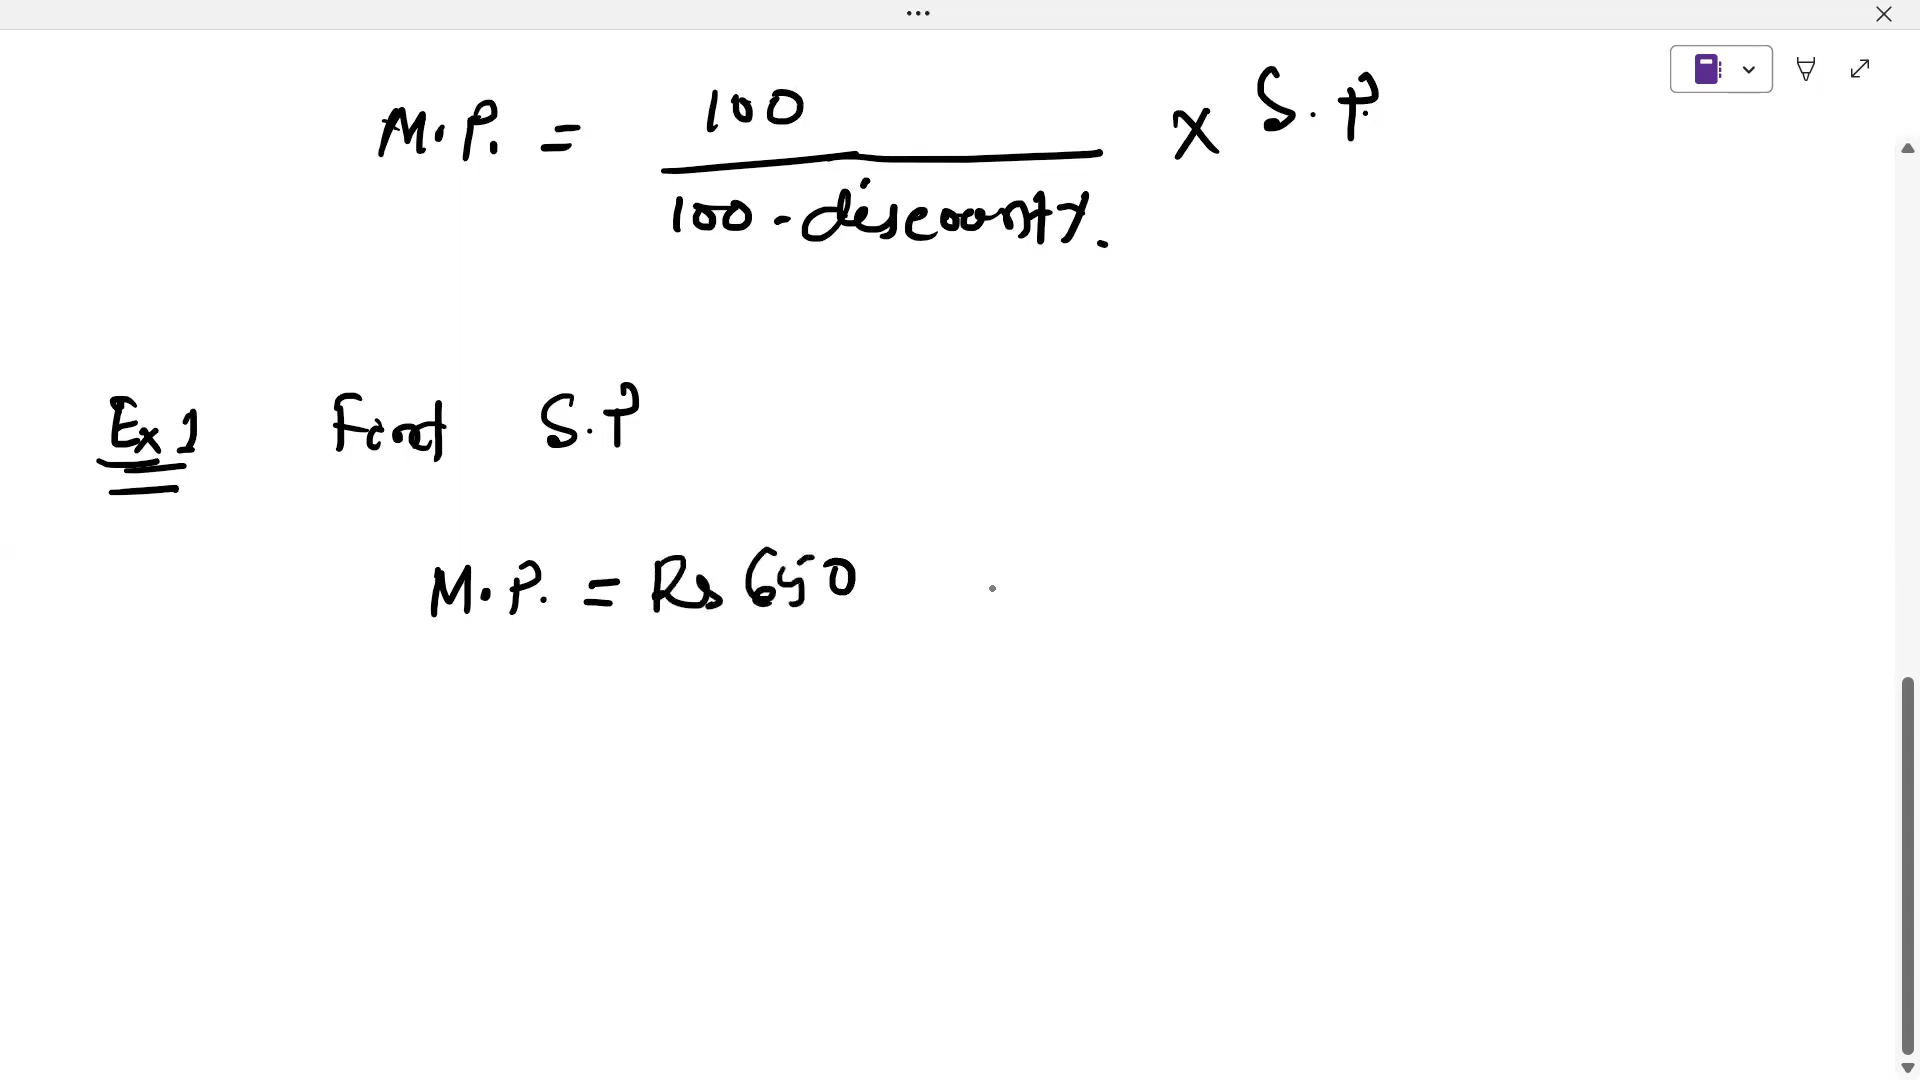 M.P. = 100 / 100 - discount%. x S.P.
Ex 1 Find S.P
M.P. = Rs 650